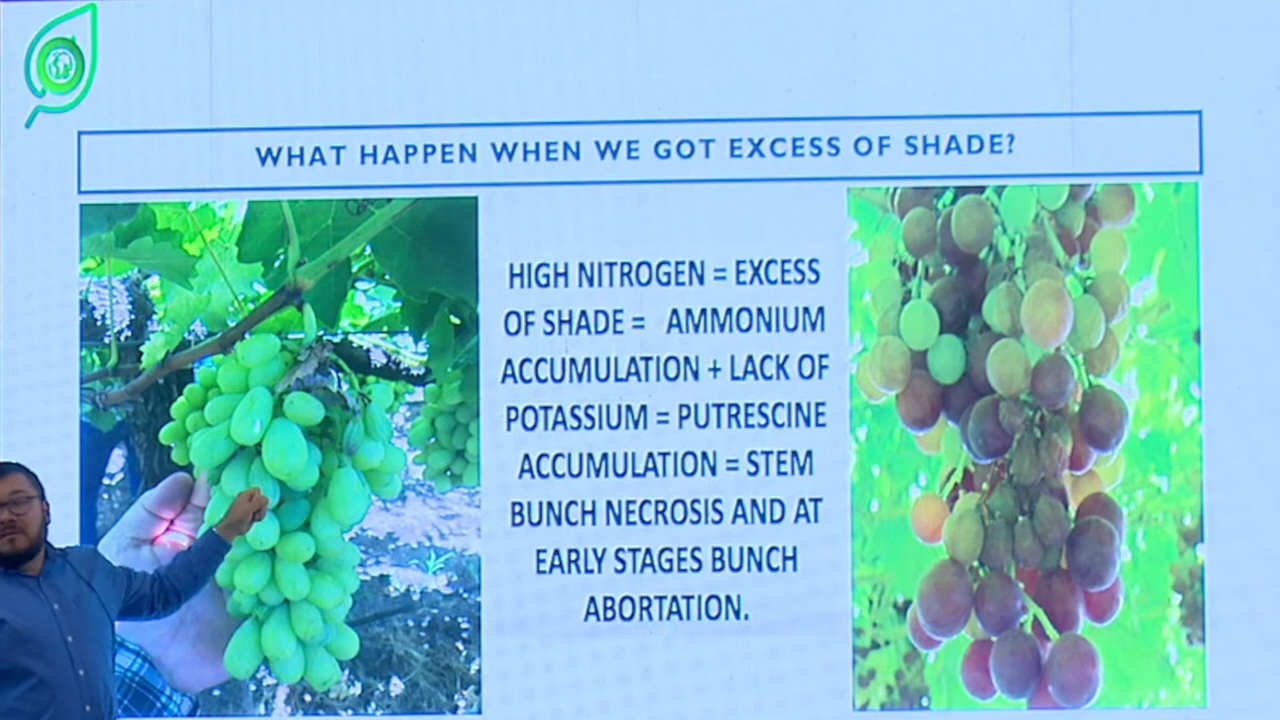 WHAT HAPPEN WHEN WE GOT EXCESS OF SHADE?
HIGH NITROGEN = EXCESS
OF SHADE = AMMONIUM
ACCUMULATION + LACK OF
POTASSIUM = PUTRESCINE
ACCUMULATION = STEM
BUNCH NECROSIS AND AT
EARLY STAGES BUNCH
ABORTATION.